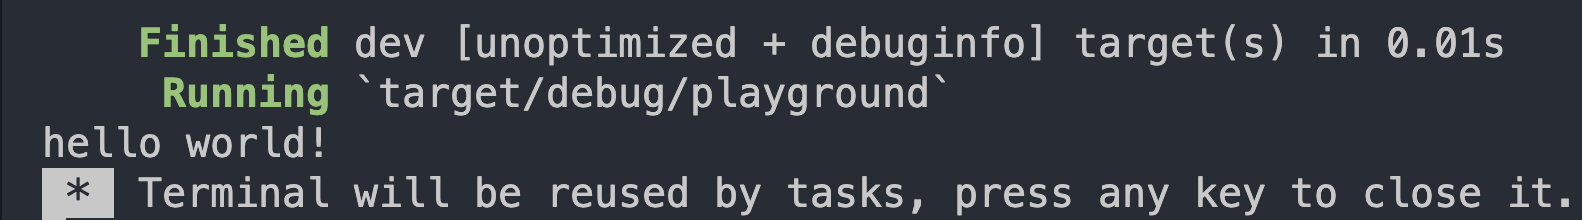 Finished dev [unoptimized + debuginfo] target(s) in 0.01s
Running `target/debug/playground`
hello world!
* Terminal will be reused by tasks, press any key to close it.